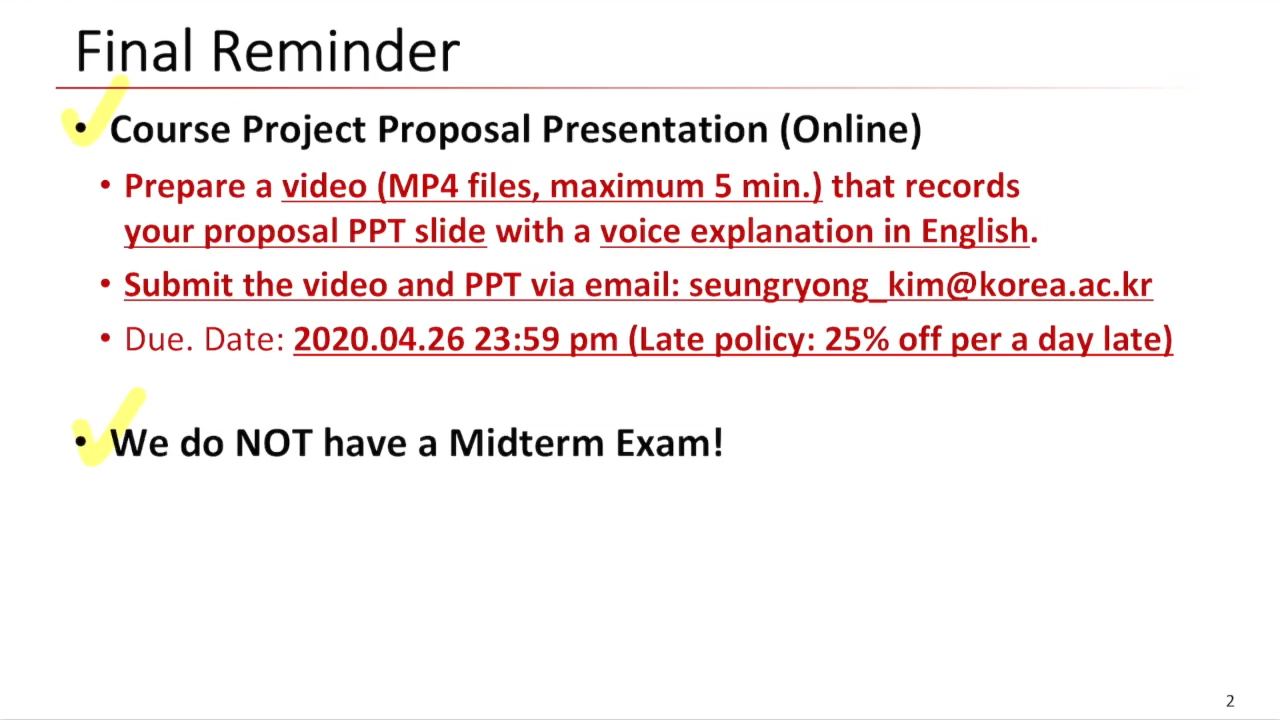 Final Reminder
• Course Project Proposal Presentation (Online)
• Prepare a video (MP4 files, maximum 5 min.) that records
your proposal PPT slide with a voice explanation in English.
• Submit the video and PPT via email: seungryong_kim@korea.ac.kr
• Due. Date: 2020.04.26 23:59 pm (Late policy: 25% off per a day late)
• We do NOT have a Midterm Exam!
2